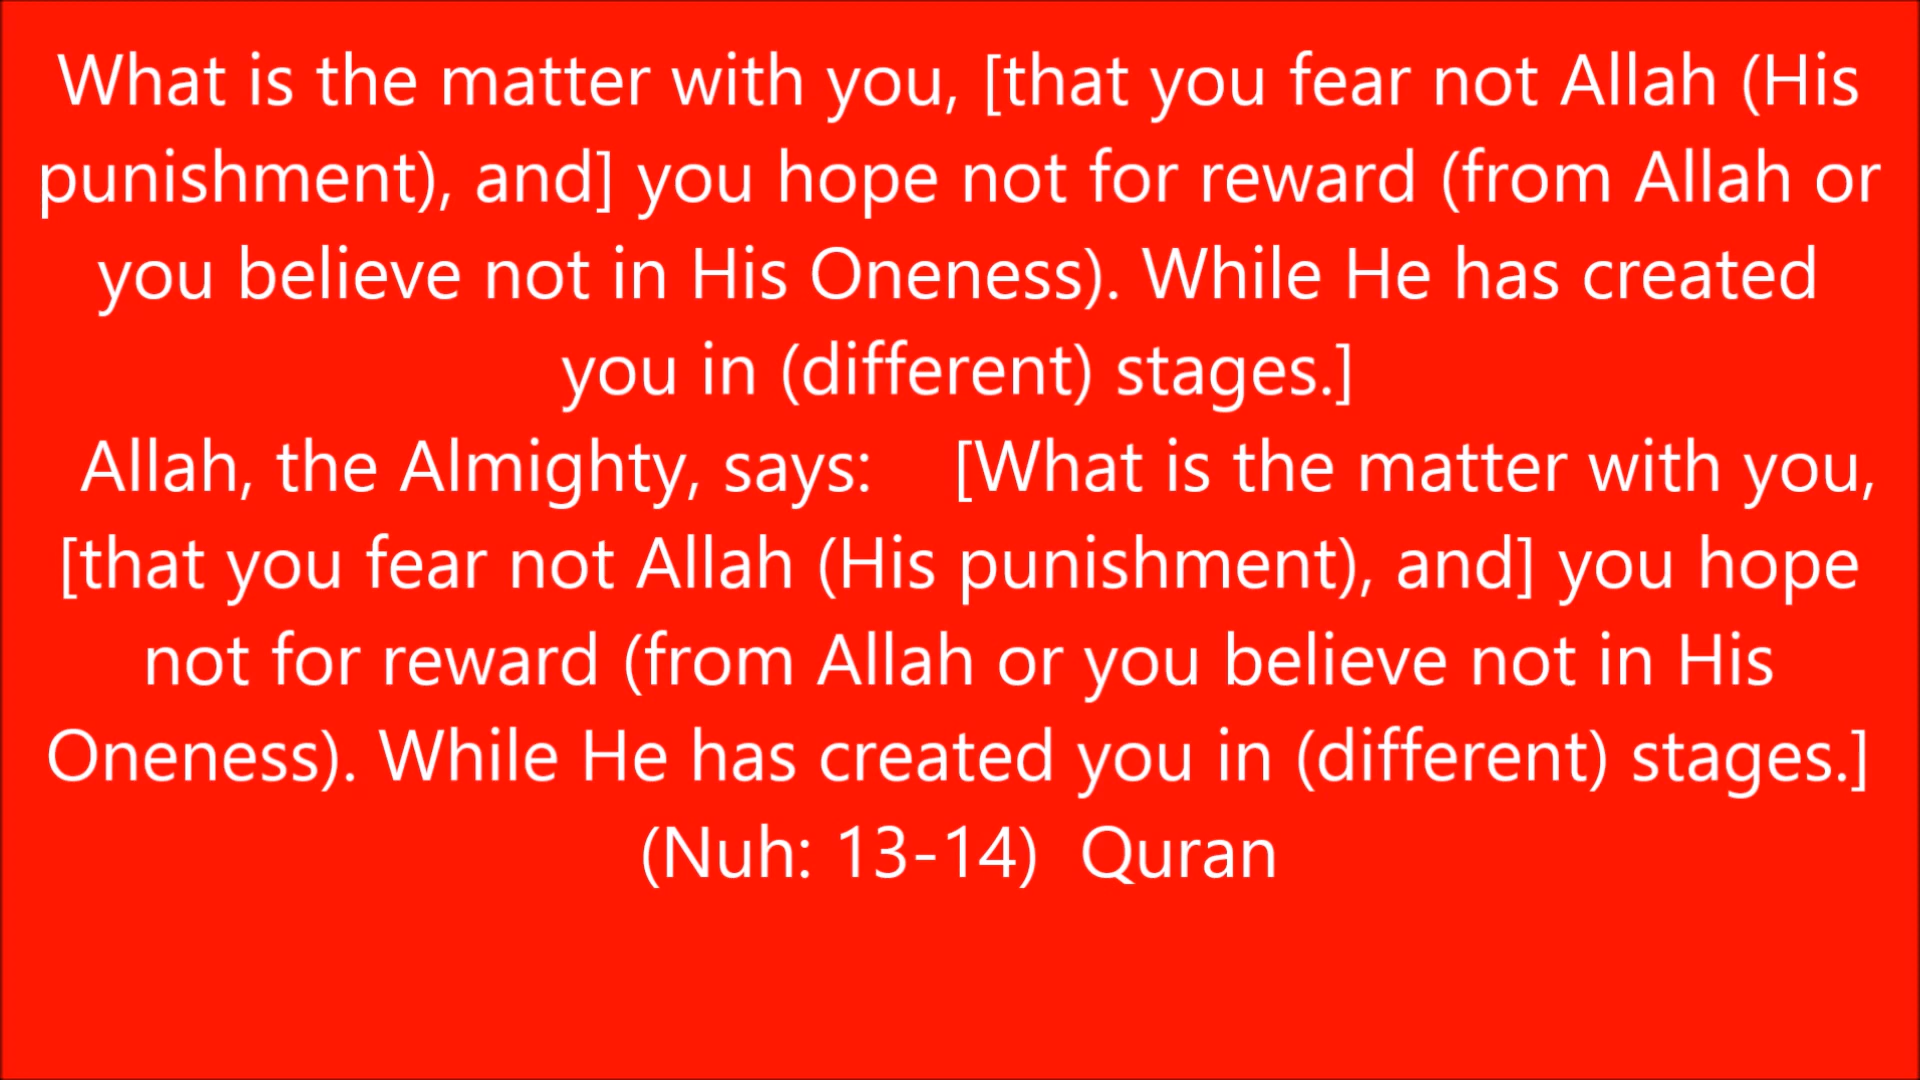 What is the matter with you, [that you fear not Allah (His
punishment), and] you hope not for reward (from Allah or
you believe not in His Oneness). While He has created
you in (different) stages.]
Allah, the Almighty, says:    [What is the matter with you,
[that you fear not Allah (His punishment), and] you hope
not for reward (from Allah or you believe not in His
Oneness). While He has created you in (different) stages.]
(Nuh: 13-14)  Quran